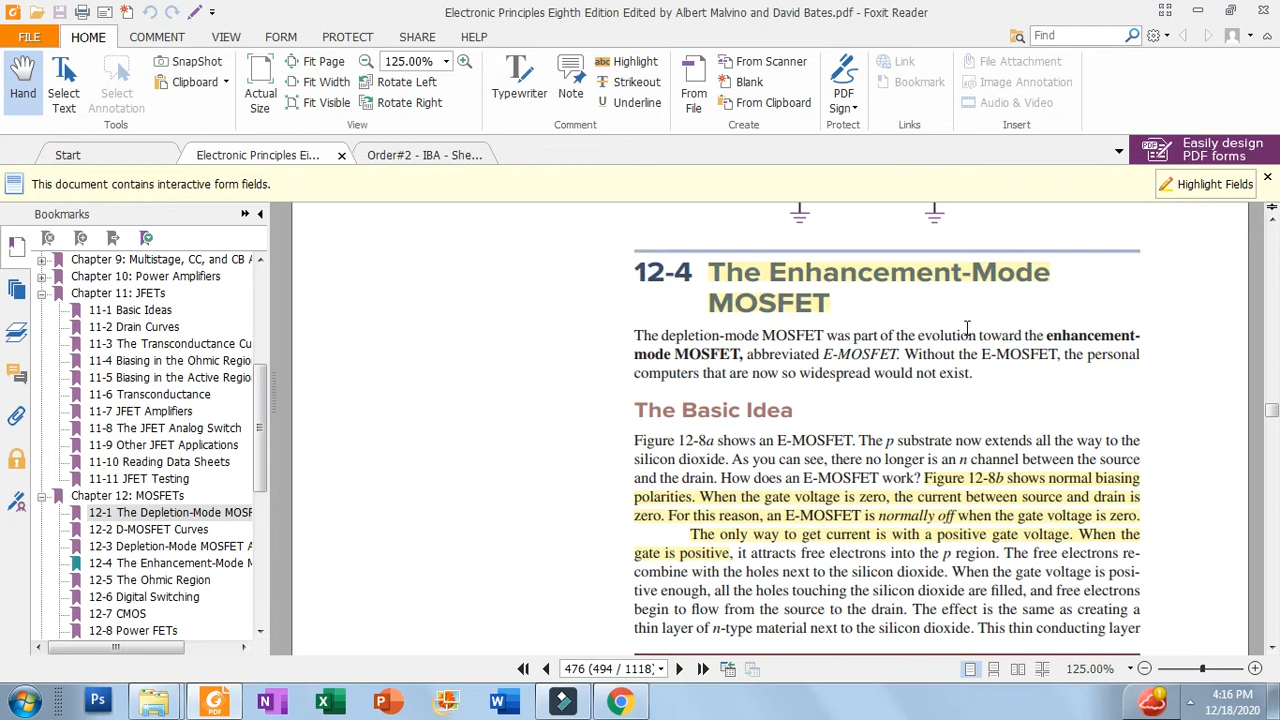 Electronic Principles Eighth Edition Edited by Albert Malvino and David Bates.pdf - Foxit Reader
FILE HOME COMMENT VIEW FORM PROTECT SHARE HELP
Find
Hand
Select Text
Select Annotation
SnapShot
Clipboard
Tools
Actual Size
Fit Page
Fit Width
Fit Visible
125.00%
Rotate Left
Rotate Right
View
Typewriter
Note
Highlight
Strikeout
Underline
Comment
From File
From Scanner
Blank
From Clipboard
Create
PDF Sign
Protect
Link
Bookmark
Links
File Attachment
Image Annotation
Audio & Video
Insert
Start
Electronic Principles Ei...
Order#2 - IBA - She...
Easily design
PDF forms
This document contains interactive form fields.
Highlight Fields
Bookmarks
Chapter 9: Multistage, CC, and CB A
Chapter 10: Power Amplifiers
Chapter 11: JFETs
11-1 Basic Ideas
11-2 Drain Curves
11-3 The Transconductance Cu
11-4 Biasing in the Ohmic Regio
11-5 Biasing in the Active Regio
11-6 Transconductance
11-7 JFET Amplifiers
11-8 The JFET Analog Switch
11-9 Other JFET Applications
11-10 Reading Data Sheets
11-11 JFET Testing
Chapter 12: MOSFETs
12-1 The Depletion-Mode MOSF
12-2 D-MOSFET Curves
12-3 Depletion-Mode MOSFET A
12-4 The Enhancement-Mode M
12-5 The Ohmic Region
12-6 Digital Switching
12-7 CMOS
12-8 Power FETs
12-4 The Enhancement-Mode
MOSFET
The depletion-mode MOSFET was part of the evolution toward the enhancement-
mode MOSFET, abbreviated E-MOSFET. Without the E-MOSFET, the personal
computers that are now so widespread would not exist.
The Basic Idea
Figure 12-8a shows an E-MOSFET. The p substrate now extends all the way to the
silicon dioxide. As you can see, there no longer is an n channel between the source
and the drain. How does an E-MOSFET work? Figure 12-8b shows normal biasing
polarities. When the gate voltage is zero, the current between source and drain is
zero. For this reason, an E-MOSFET is normally off when the gate voltage is zero.
The only way to get current is with a positive gate voltage. When the
gate is positive, it attracts free electrons into the p region. The free electrons re-
combine with the holes next to the silicon dioxide. When the gate voltage is posi-
tive enough, all the holes touching the silicon dioxide are filled, and free electrons
begin to flow from the source to the drain. The effect is the same as creating a
thin layer of n-type material next to the silicon dioxide. This thin conducting layer
476 (494 / 1118)
125.00%
4:16 PM
12/18/2020